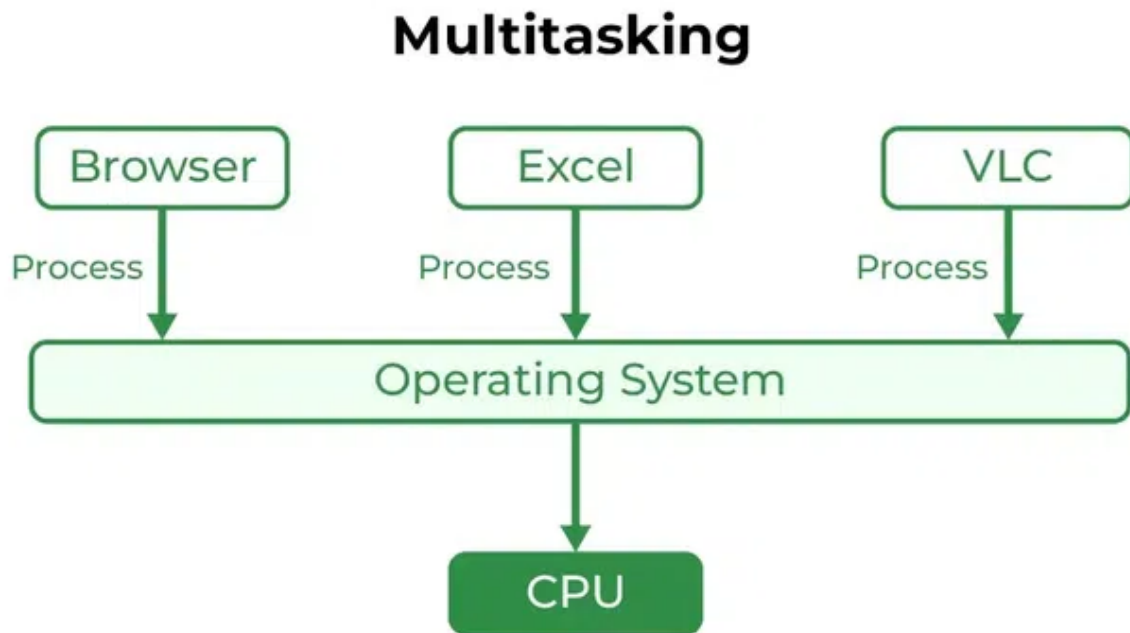 Multitasking
Browser
Excel
VLC
Process
Process
Process
Operating System
CPU